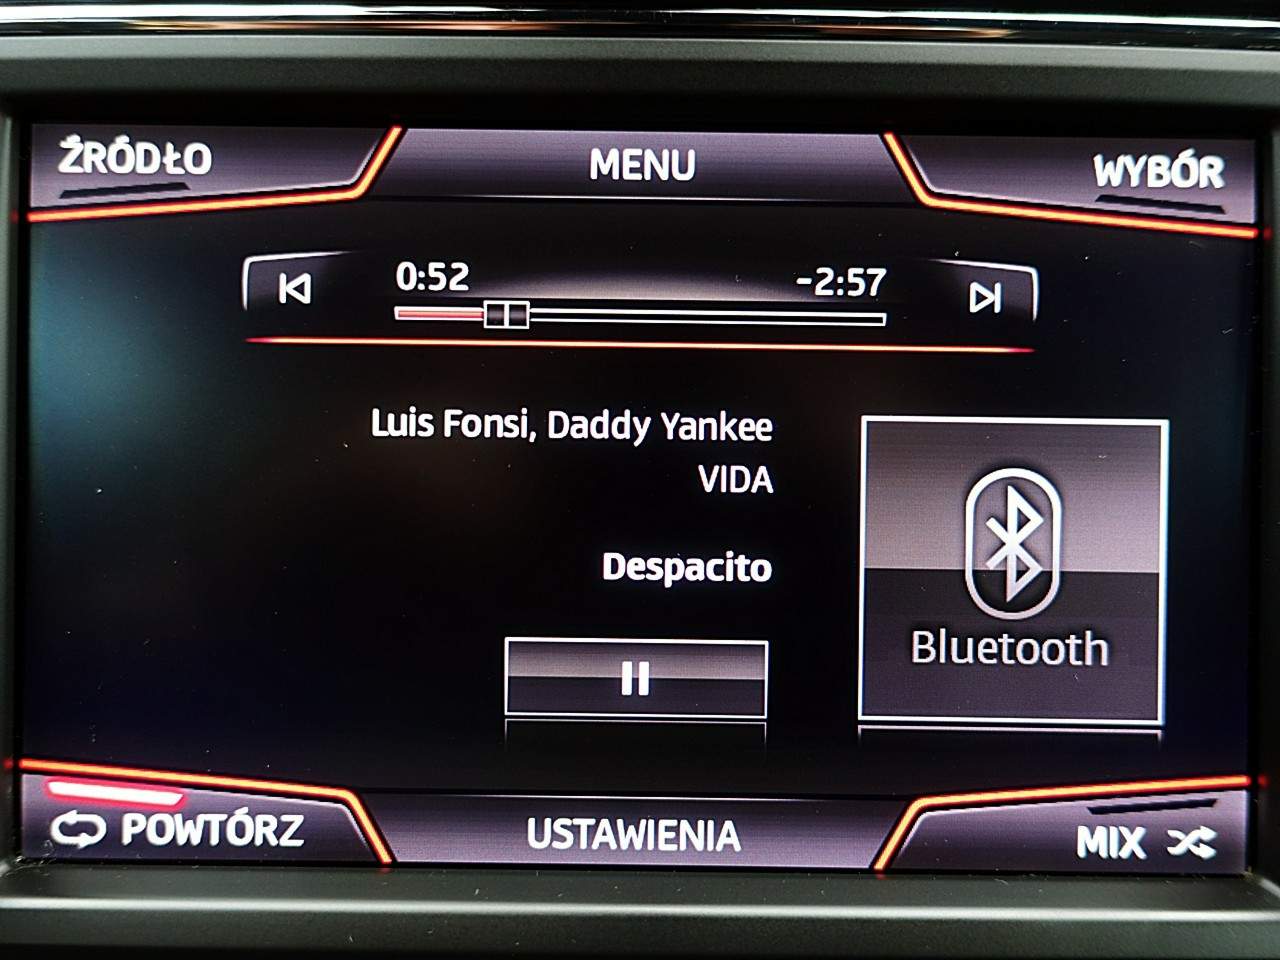 ŹRÓDŁO
MENU
WYBÓR
0:52
-2:57
Luis Fonsi, Daddy Yankee
VIDA
Despacito
Bluetooth
POWTÓRZ
USTAWIENIA
MIX